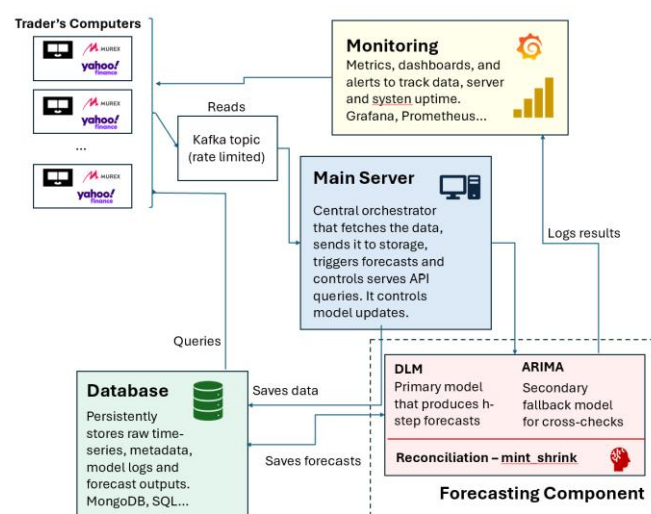 Trader's Computers
MUREX
yahoo!
finance
MUREX
yahoo!
finance
...
MUREX
yahoo!
finance
Reads
Kafka topic
(rate limited)
Monitoring
Metrics, dashboards, and
alerts to track data, server
and systen uptime.
Grafana, Prometheus...
Main Server
Central orchestrator
that fetches the data,
sends it to storage,
triggers forecasts and
controls serves API
queries. It controls
model updates.
Logs results
Queries
Database
Persistently
stores raw time-
series, metadata,
model logs and
forecast outputs.
MongoDB, SQL...
Saves data
Saves forecasts
DLM
Primary model
that produces h-
step forecasts
ARIMA
Secondary
fallback model
for cross-checks
Reconciliation – mint_shrink
Forecasting Component